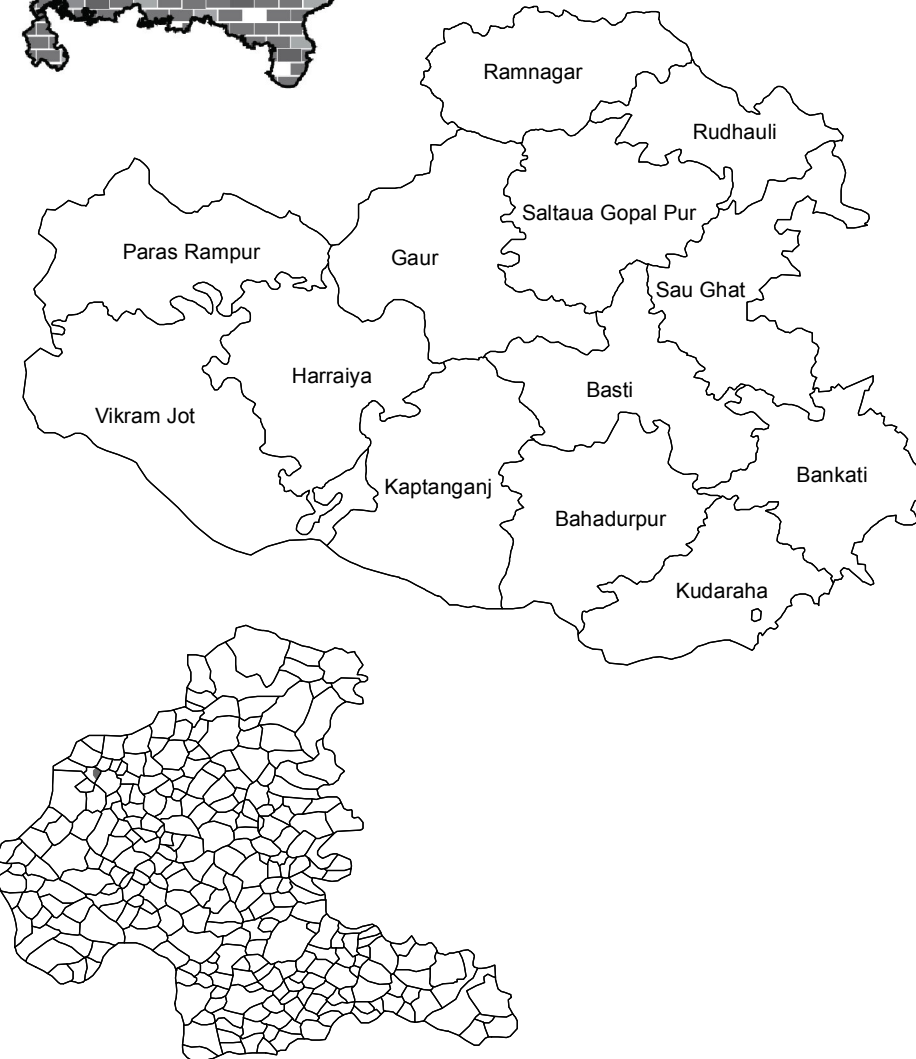 Ramnagar
Rudhauli
Saltaua Gopal Pur
Paras Rampur
Gaur
Sau Ghat
Harraiya
Basti
Vikram Jot
Bankati
Kaptanganj
Bahadurpur
Kudaraha